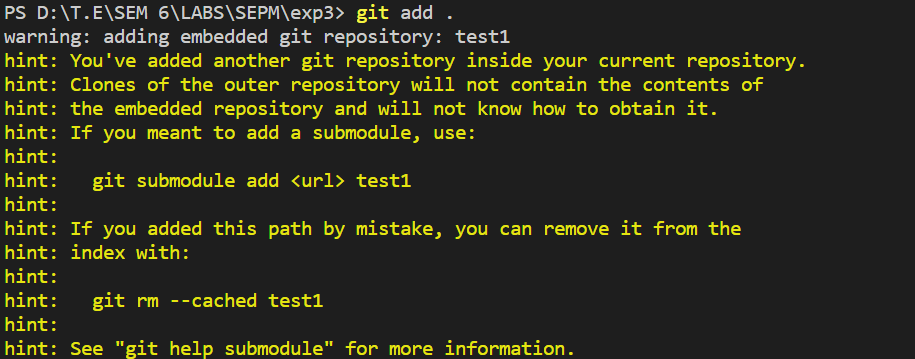 PS D:\T.E\SEM 6\LABS\SEPM\exp3> git add .
warning: adding embedded git repository: test1
hint: You've added another git repository inside your current repository.
hint: Clones of the outer repository will not contain the contents of
hint: the embedded repository and will not know how to obtain it.
hint: If you meant to add a submodule, use:
hint:
hint:   git submodule add <url> test1
hint:
hint: If you added this path by mistake, you can remove it from the
hint: index with:
hint:
hint:   git rm --cached test1
hint:
hint: See "git help submodule" for more information.